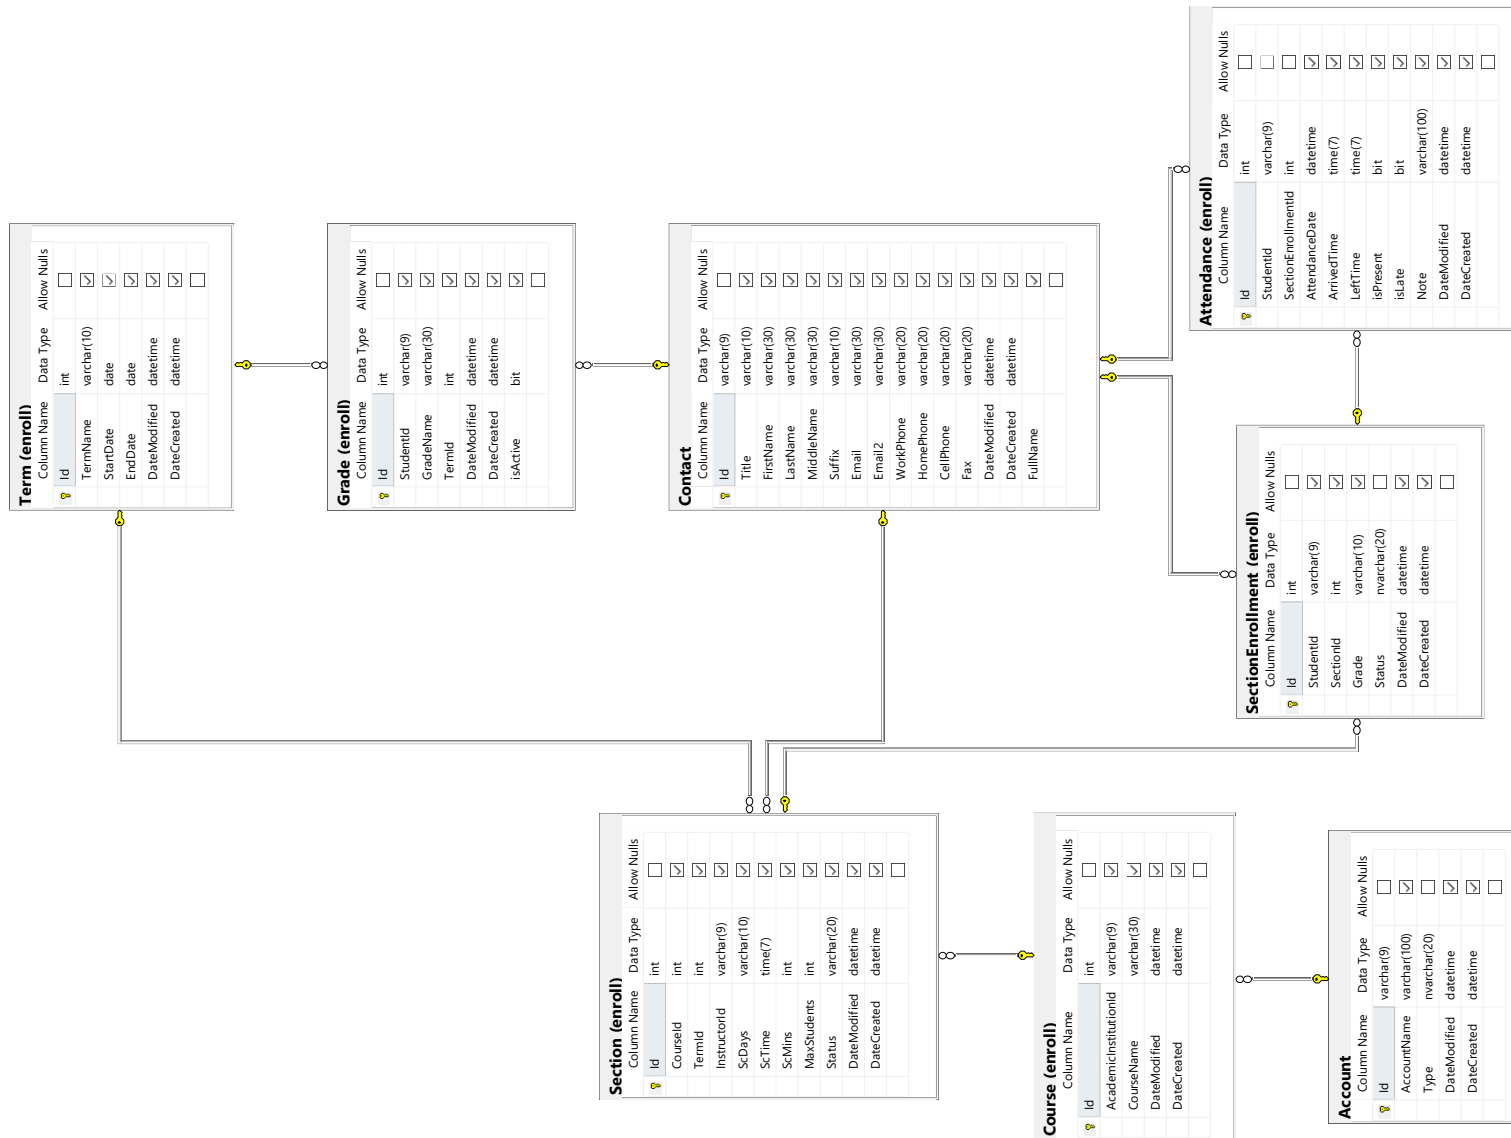 Term (enroll)
Column Name Data Type Allow Nulls
Id int
TermName varchar(10)
StartDate date
EndDate date
DateModified datetime
DateCreated datetime
Grade (enroll)
Column Name Data Type Allow Nulls
Id int
StudentId varchar(9)
GradeName varchar(30)
TermId int
DateModified datetime
DateCreated datetime
isActive bit
Contact
Column Name Data Type Allow Nulls
Id varchar(9)
Title varchar(10)
FirstName varchar(30)
LastName varchar(30)
MiddleName varchar(30)
Suffix varchar(10)
Email varchar(30)
Email2 varchar(30)
WorkPhone varchar(20)
HomePhone varchar(20)
CellPhone varchar(20)
Fax varchar(20)
DateModified datetime
DateCreated datetime
FullName
Attendance (enroll)
Column Name Data Type Allow Nulls
Id int
StudentId varchar(9)
SectionEnrollmentId int
AttendanceDate datetime
ArrivedTime time(7)
LeftTime time(7)
isPresent bit
isLate bit
Note varchar(100)
DateModified datetime
DateCreated datetime
SectionEnrollment (enroll)
Column Name Data Type Allow Nulls
Id int
StudentId varchar(9)
SectionId int
Grade varchar(10)
Status nvarchar(20)
DateModified datetime
DateCreated datetime
Section (enroll)
Column Name Data Type Allow Nulls
Id int
CourseId int
TermId int
InstructorId varchar(9)
ScDays varchar(10)
ScTime time(7)
ScMins int
MaxStudents int
Status varchar(20)
DateModified datetime
DateCreated datetime
Course (enroll)
Column Name Data Type Allow Nulls
Id int
AcademicInstitutionId varchar(9)
CourseName varchar(30)
DateModified datetime
DateCreated datetime
Account
Column Name Data Type Allow Nulls
Id varchar(9)
AccountName varchar(100)
Type nvarchar(20)
DateModified datetime
DateCreated datetime